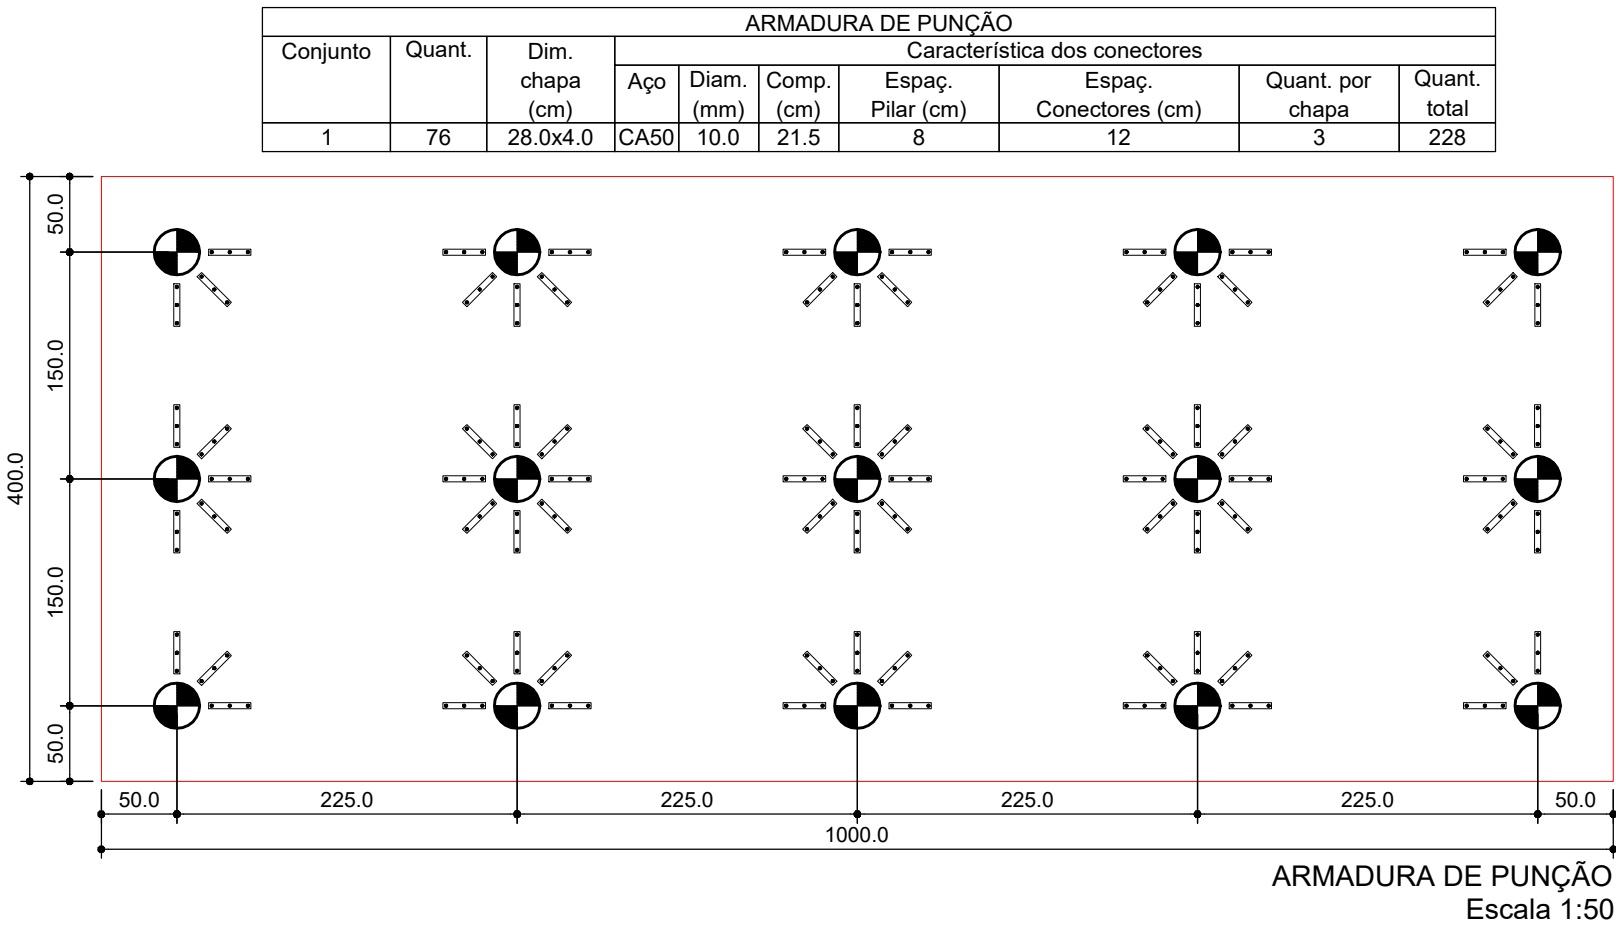 ARMADURA DE PUNÇÃO
Conjunto Quant. Dim. chapa (cm) Característica dos conectores
Aço Diam. (mm) Comp. (cm) Espaç. Pilar (cm) Espaç. Conectores (cm) Quant. por chapa Quant. total
1 76 28.0x4.0 CA50 10.0 21.5 8 12 3 228
50.0
150.0
400.0
150.0
50.0
50.0 225.0 225.0 225.0 225.0 50.0
1000.0
ARMADURA DE PUNÇÃO
Escala 1:50